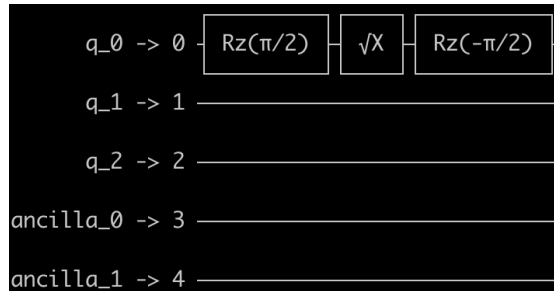 q_0 -> 0 Rz(π/2) √X Rz(-π/2)
q_1 -> 1
q_2 -> 2
ancilla_0 -> 3
ancilla_1 -> 4